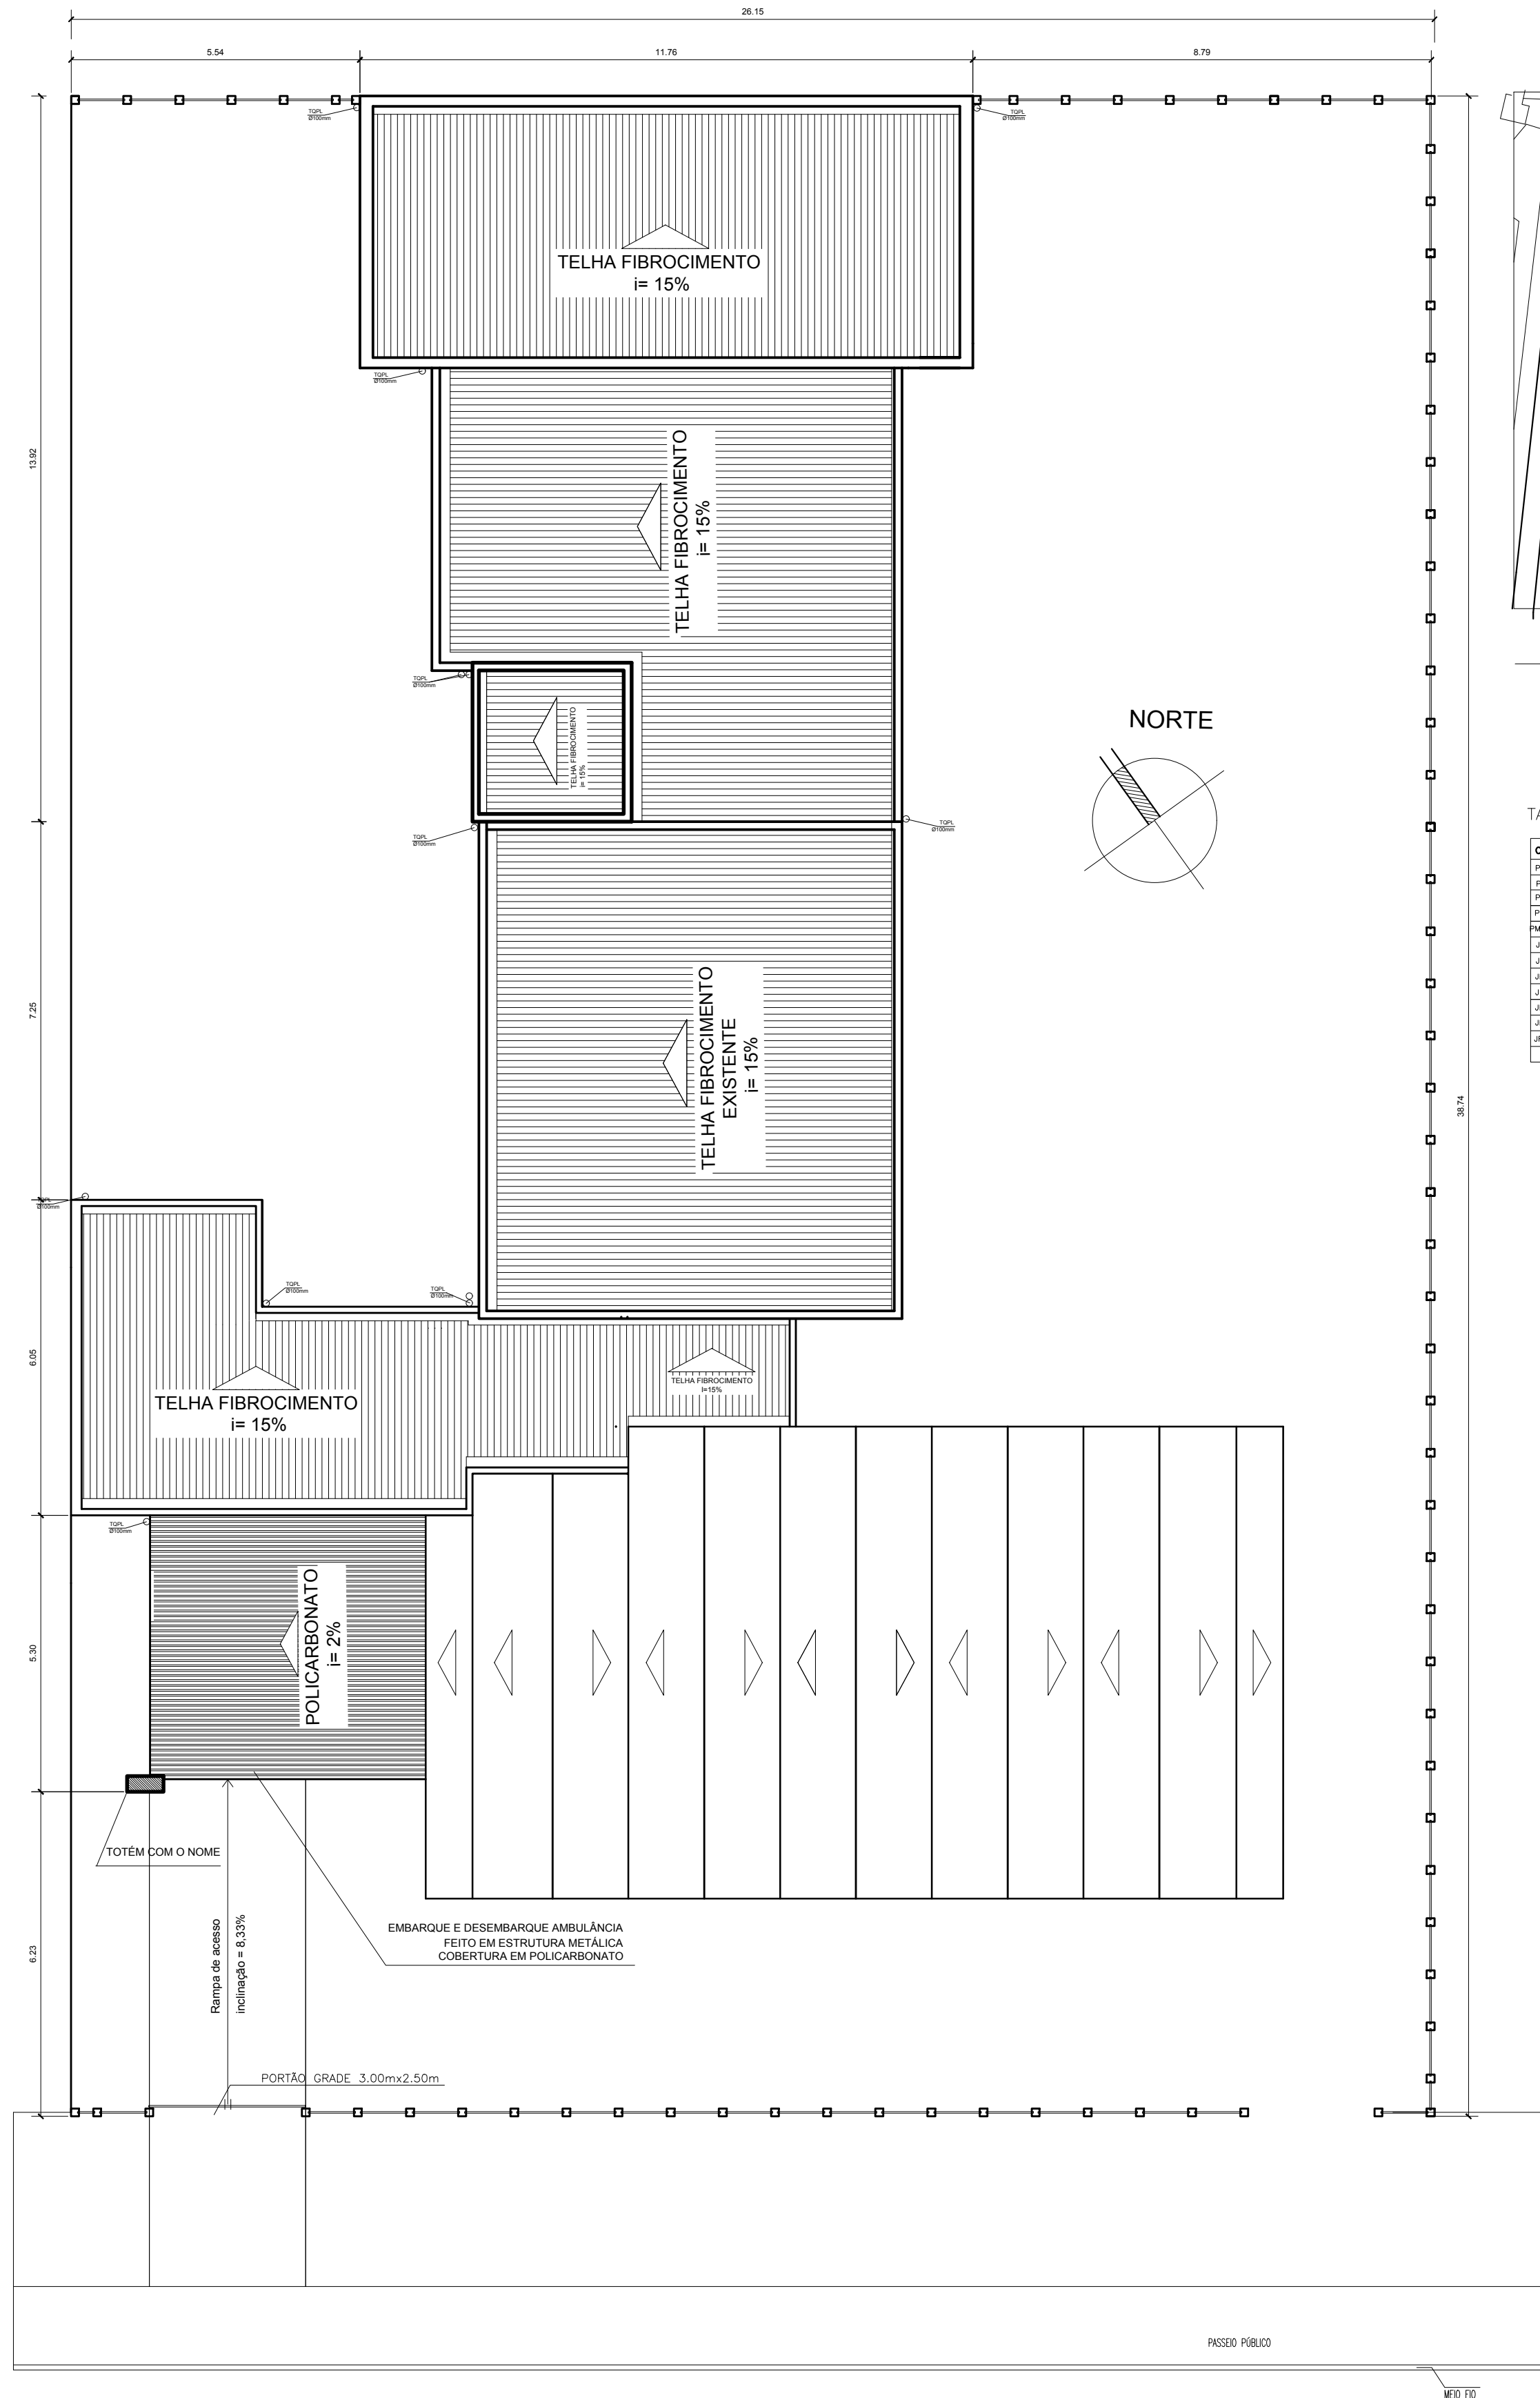 26.15
5.54
11.76
8.79
TQPL
Ø100mm
TQPL
Ø100mm
TELHA FIBROCIMENTO
i= 15%
TQPL
Ø100mm
13.92
TELHA FIBROCIMENTO
i= 15%
TQPL
Ø100mm
TELHA FIBROCIMENTO
i= 15%
NORTE
TQPL
Ø100mm
TQPL
Ø100mm
7.25
TELHA FIBROCIMENTO
EXISTENTE
i= 15%
38.74
TQPL
Ø100mm
TQPL
Ø100mm
TQPL
Ø100mm
6.05
TELHA FIBROCIMENTO
i= 15%
TELHA FIBROCIMENTO
I=15%
TQPL
Ø100mm
5.30
POLICARBONATO
i= 2%
TOTÉM COM O NOME
6.23
Rampa de acesso
inclinação = 8,33%
EMBARQUE E DESEMBARQUE AMBULÂNCIA
FEITO EM ESTRUTURA METÁLICA
COBERTURA EM POLICARBONATO
PORTÃO GRADE 3.00mx2.50m
PASSEIO PÚBLICO
MEIO FIO